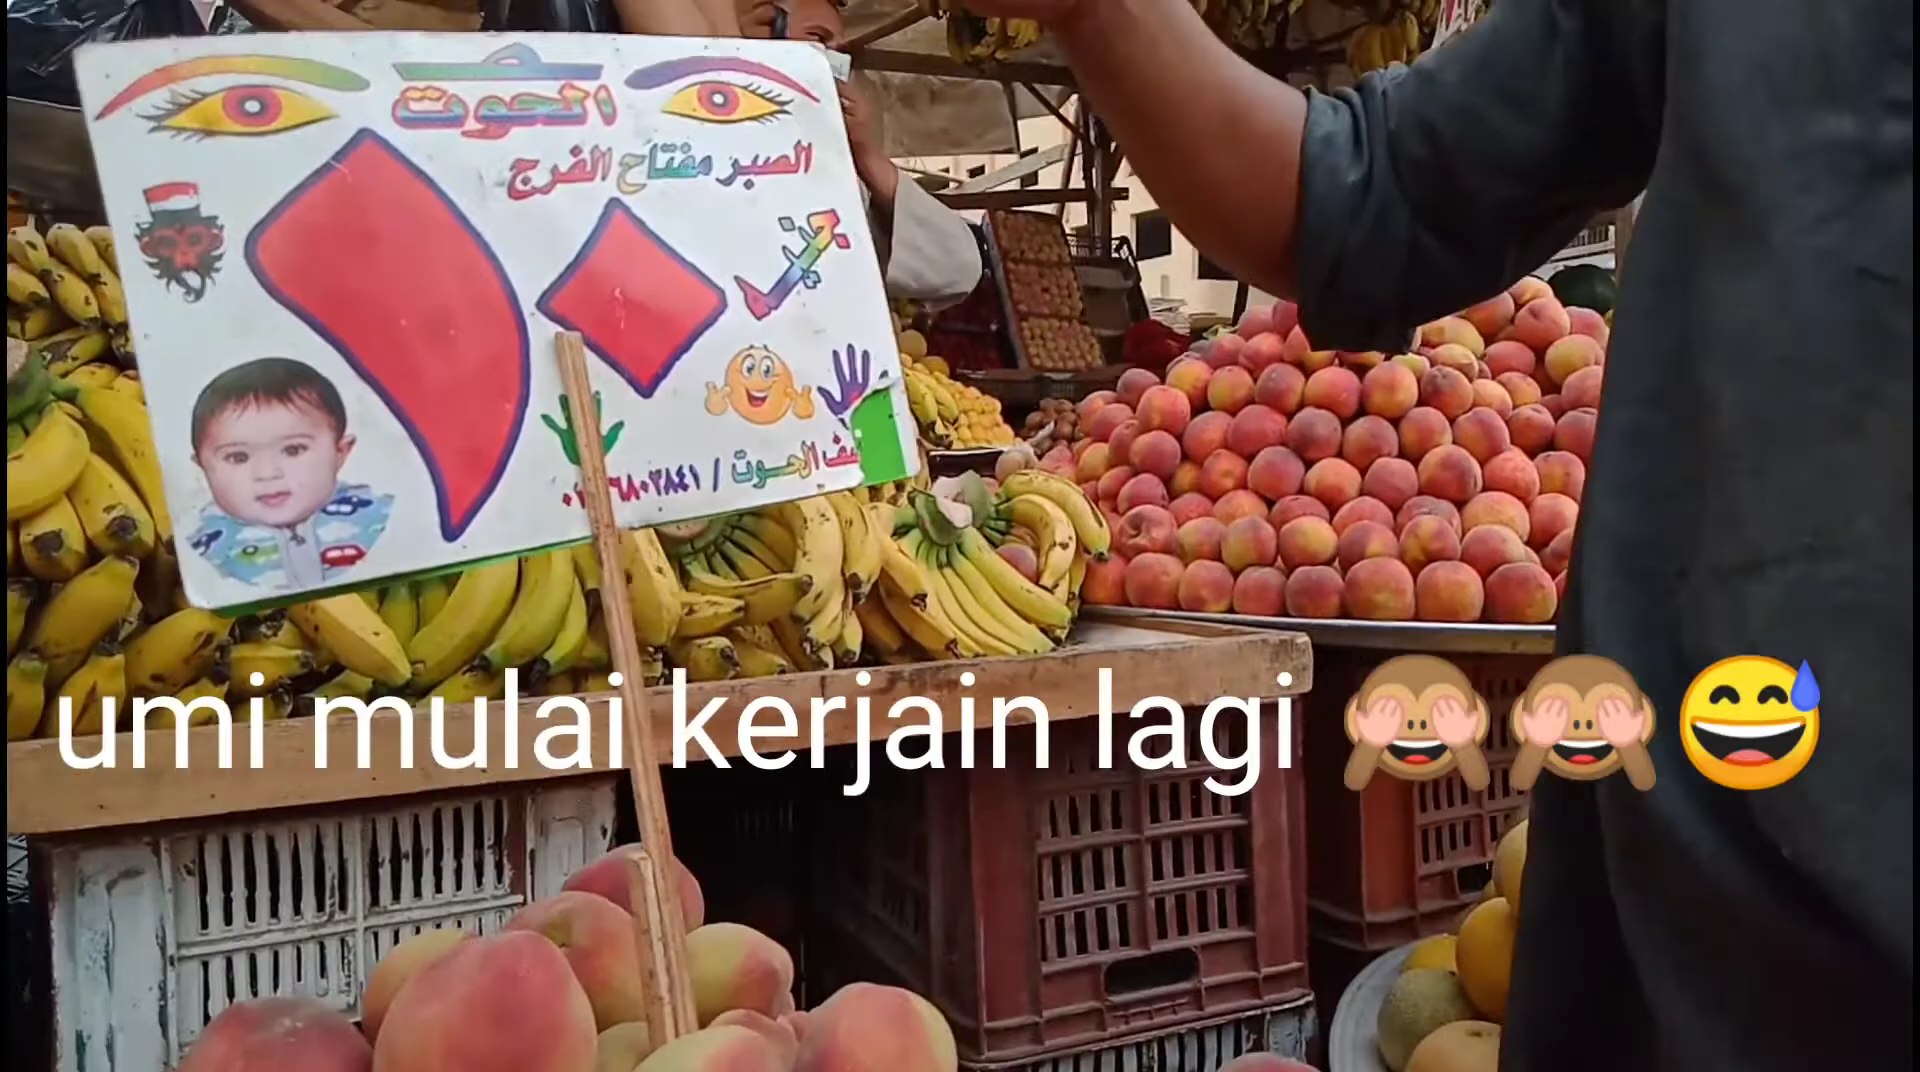 الحوت
الصبر مفتاح الفرج
١٠ جنيه
الحوت /
umi mulai kerjain lagi 🙈🙈😅